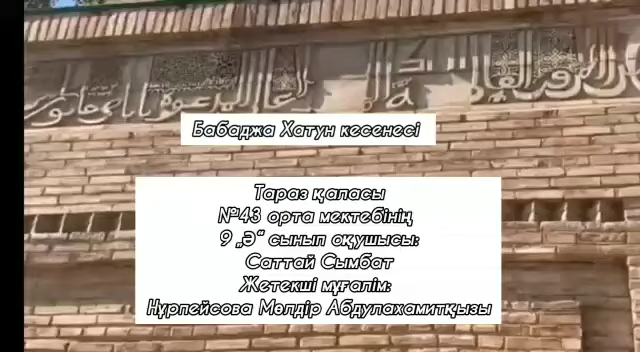 Бабаджа Хатун кесенесі
Тараз қаласы
№43 орта мектебінің
9 „Ә“ сынып оқушысы:
Саттай Сымбат
Жетекші мұғалім:
Нұрпейсова Мөлдір Абдулахамитқызы